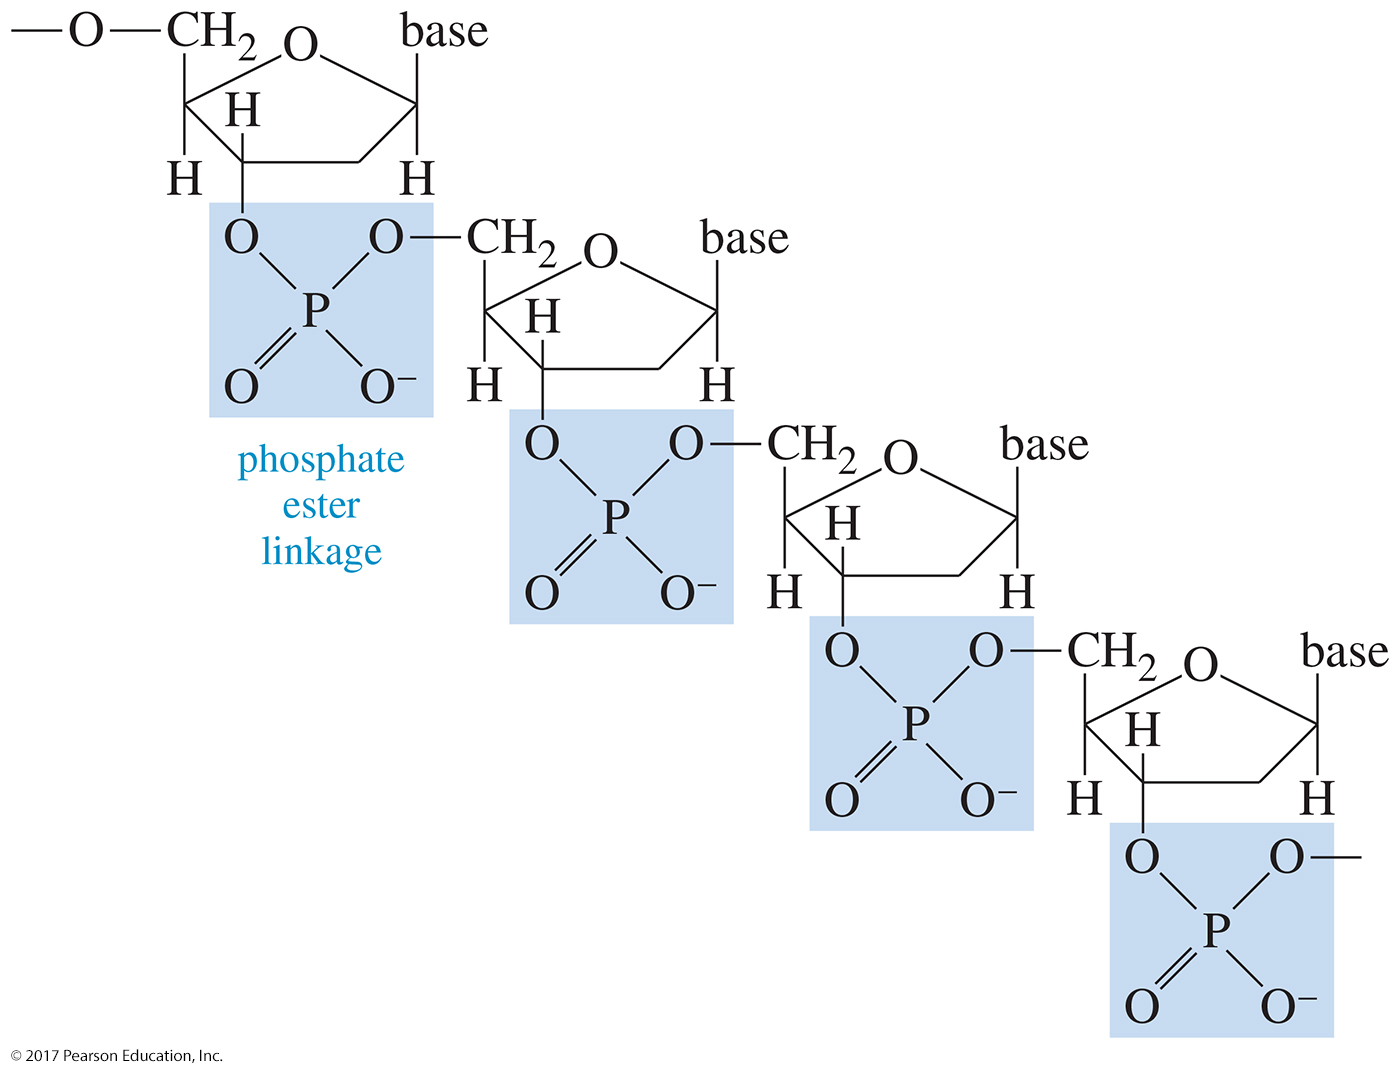 —O—CH₂ O base
H
H H
O O—CH₂ O base
P H
O O⁻ H H
phosphate
ester
linkage
O O—CH₂ O base
P H
O O⁻ H H
O O—CH₂ O base
P H
O O⁻ H H
O O—
P
O O⁻
© 2017 Pearson Education, Inc.